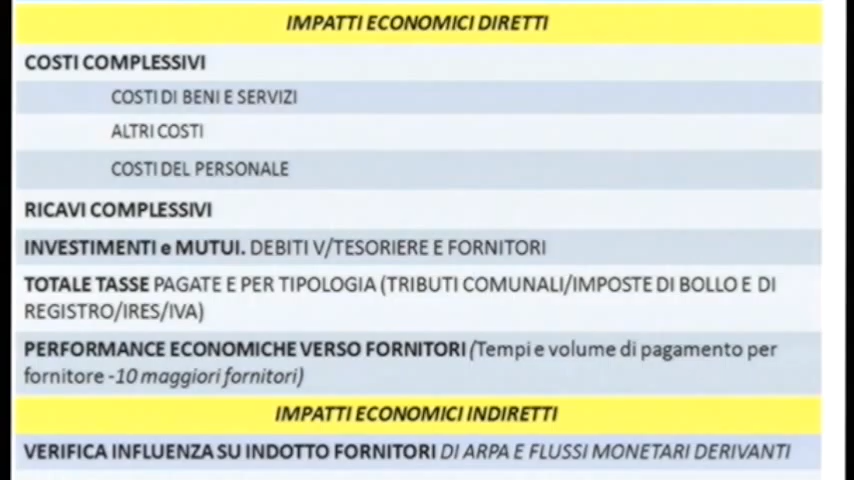 IMPATTI ECONOMICI DIRETTI
COSTI COMPLESSIVI
COSTI DI BENI E SERVIZI
ALTRI COSTI
COSTI DEL PERSONALE
RICAVI COMPLESSIVI
INVESTIMENTI e MUTUI. DEBITI V/TESORIERE E FORNITORI
TOTALE TASSE PAGATE E PER TIPOLOGIA (TRIBUTI COMUNALI/IMPOSTE DI BOLLO E DI
REGISTRO/IRES/IVA)
PERFORMANCE ECONOMICHE VERSO FORNITORI (Tempi e volume di pagamento per
fornitore -10 maggiori fornitori)
IMPATTI ECONOMICI INDIRETTI
VERIFICA INFLUENZA SU INDOTTO FORNITORI DI ARPA E FLUSSI MONETARI DERIVANTI